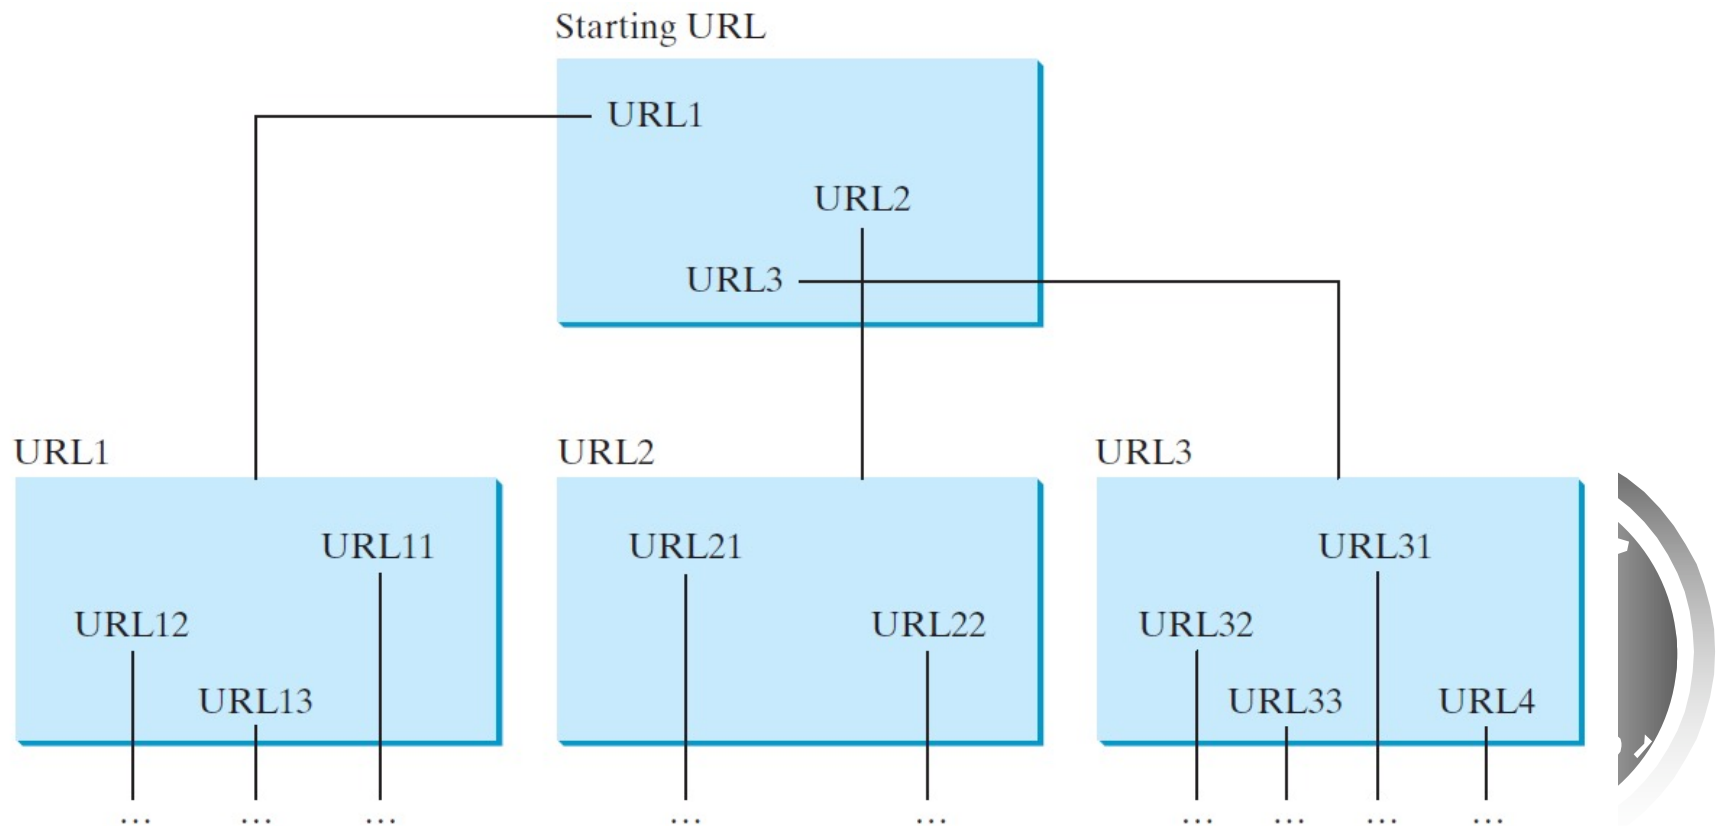 Starting URL
URL1
URL2
URL3
URL1 URL2 URL3
URL11 URL21 URL31
URL12 URL22 URL32
URL13 URL33 URL4
... ... ... ... ... ... ... ... ...